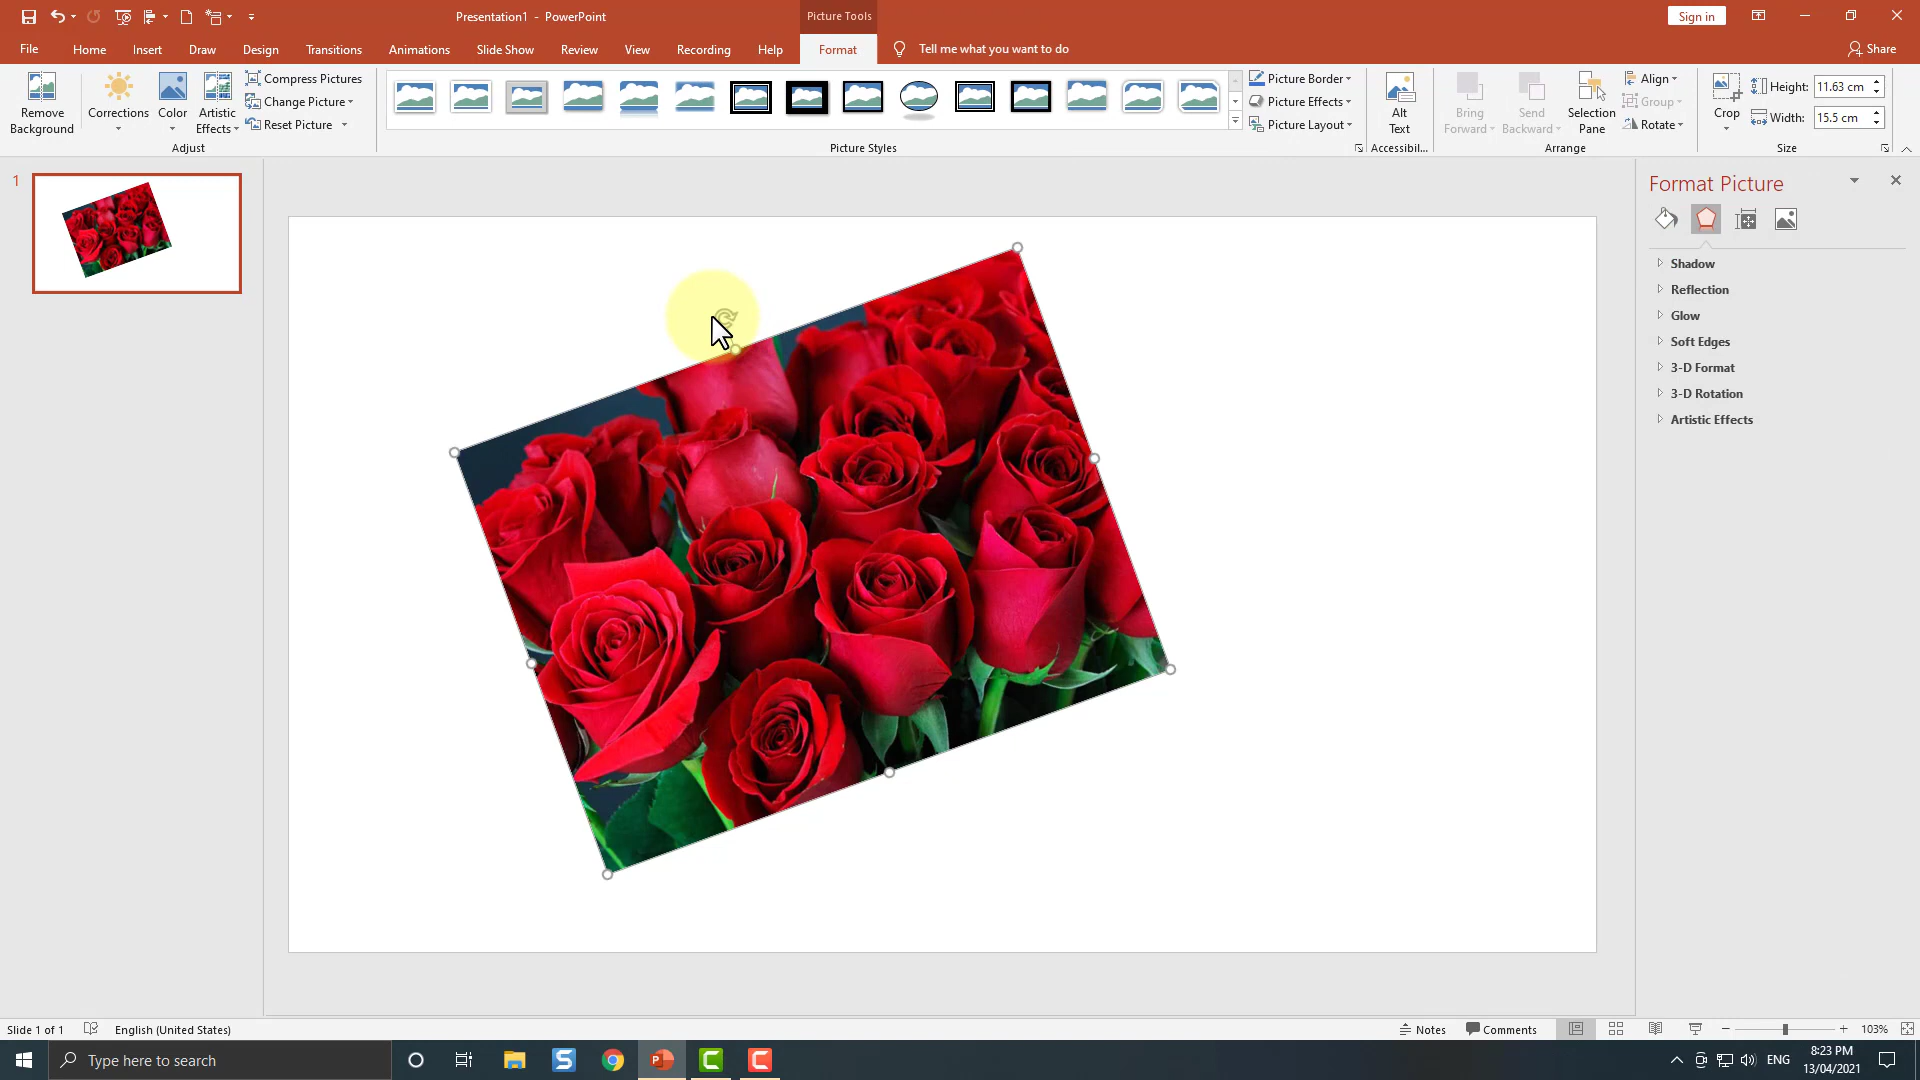 Presentation1 - PowerPoint
Picture Tools
Sign in
File
Home
Insert
Draw
Design
Transitions
Animations
Slide Show
Review
View
Recording
Help
Format
Tell me what you want to do
Share
Remove Background
Corrections
Color
Artistic Effects
Compress Pictures
Change Picture
Reset Picture
Adjust
Picture Styles
Picture Border
Picture Effects
Picture Layout
Alt Text
Accessibil...
Bring Forward
Send Backward
Selection Pane
Align
Group
Rotate
Arrange
Crop
Height: 11.63 cm
Width: 15.5 cm
Size
1
Format Picture
Shadow
Reflection
Glow
Soft Edges
3-D Format
3-D Rotation
Artistic Effects
Slide 1 of 1
English (United States)
Notes
Comments
103%
Type here to search
ENG
8:23 PM
13/04/2021